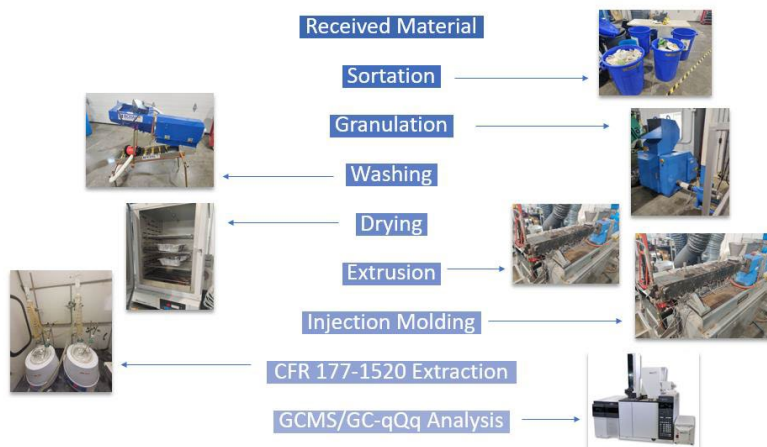 Received Material
Sortation
Granulation
Washing
Drying
Extrusion
Injection Molding
CFR 177-1520 Extraction
GCMS/GC-qQq Analysis